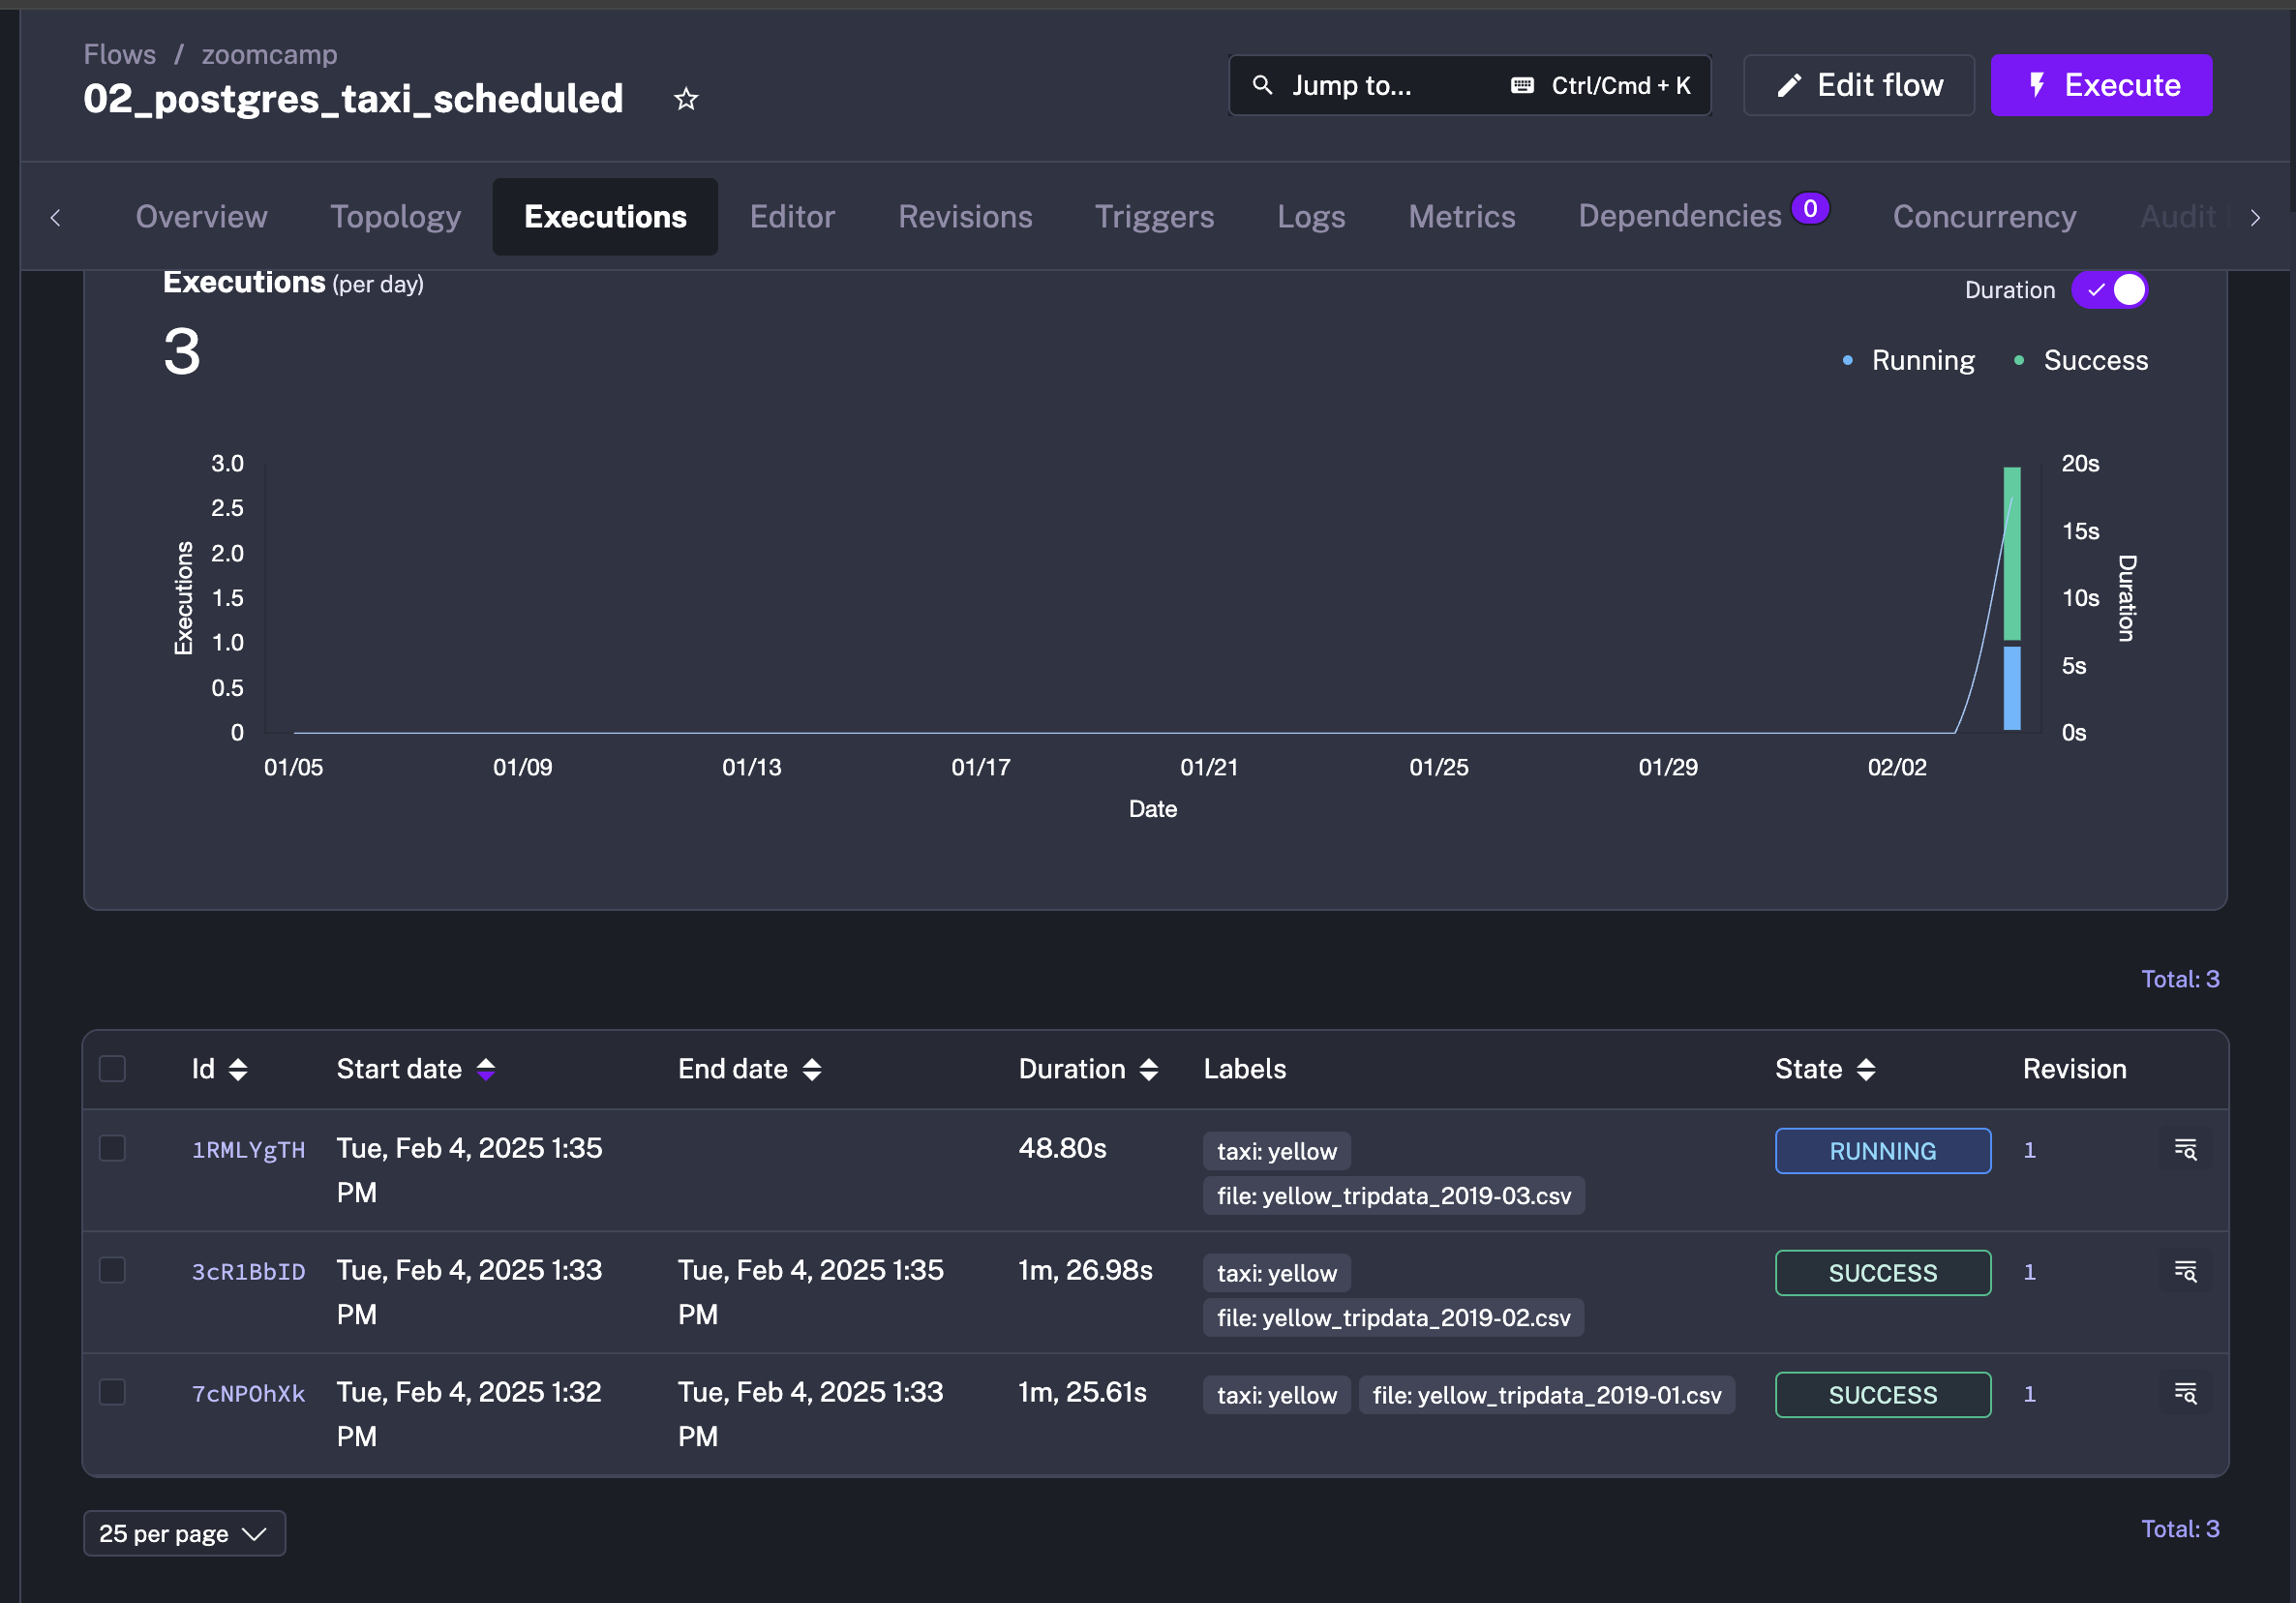 Flows / zoomcamp
02_postgres_taxi_scheduled
Jump to... Ctrl/Cmd + K
Edit flow
Execute
Overview Topology Executions Editor Revisions Triggers Logs Metrics Dependencies 0 Concurrency Audit
Executions (per day)
Duration
3
Running Success
3.0
2.5
2.0
1.5
1.0
0.5
0
Executions
20s
15s
10s
5s
0s
Duration
01/05 01/09 01/13 01/17 01/21 01/25 01/29 02/02
Date
Total: 3
Id Start date End date Duration Labels State Revision
1RMLYgTH Tue, Feb 4, 2025 1:35 48.80s taxi: yellow RUNNING 1
PM file: yellow_tripdata_2019-03.csv
3cR1BbID Tue, Feb 4, 2025 1:33 Tue, Feb 4, 2025 1:35 1m, 26.98s taxi: yellow SUCCESS 1
PM PM file: yellow_tripdata_2019-02.csv
7cNPOhXk Tue, Feb 4, 2025 1:32 Tue, Feb 4, 2025 1:33 1m, 25.61s taxi: yellow file: yellow_tripdata_2019-01.csv SUCCESS 1
PM PM
25 per page
Total: 3